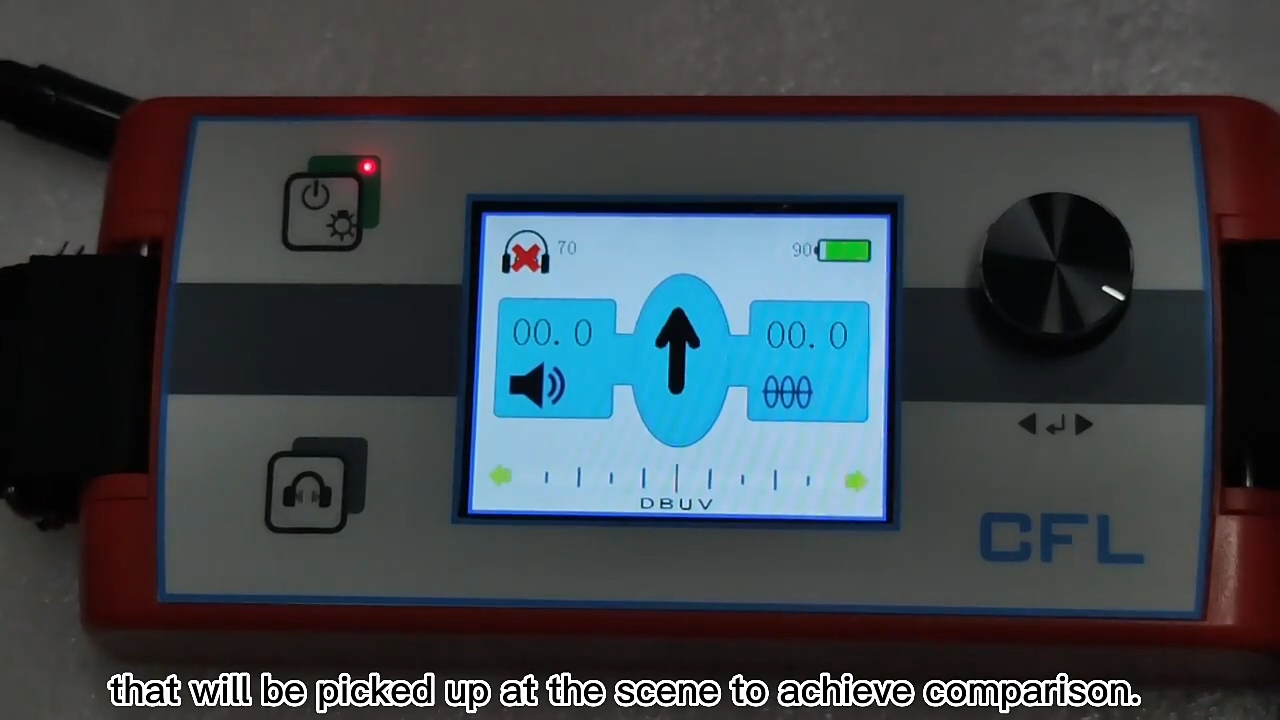 70
90
00. 0
00. 0
DBUV
CFL
that will be picked up at the scene to achieve comparison.